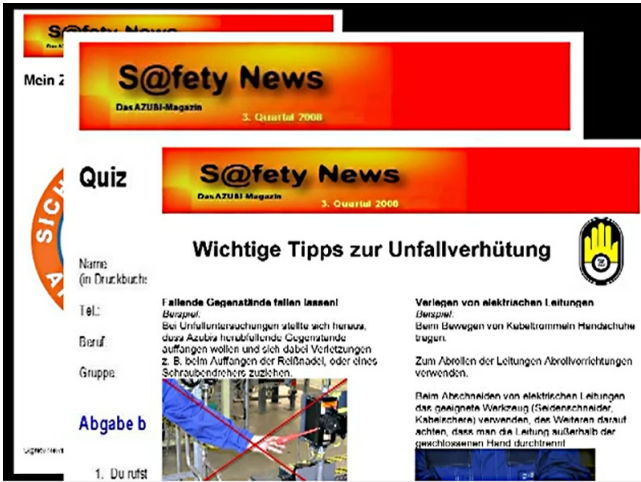 S@fety News
Mein
SICH
S@fety News
Das AZUBI-Magazin
3. Quartal 2008
Quiz
Name
(in Druckbuchs
Tel.:
Beruf
Gruppe
Abgabe b
1. Du rufst
S@fety News
Das AZUBI-Magazin
3. Quartal 2008
Wichtige Tipps zur Unfallverhütung
Fallende Gegenstände fallen lassen!
Beispiel:
Bei Unfalluntersuchungen stellte sich heraus,
dass Azubis herabfallende Gegenstände
auffangen wollen und sich dabei Verletzungen
z. B. beim Auffangen der Reißnadel, oder eines
Schraubendrehers zuziehen.
Verlegen von elektrischen Leitungen
Beispiel:
Beim Bewegen von Kabeltrommeln Handschuhe
tragen.
Zum Abrollen der Leitungen Abrollvorrichtungen
verwenden.
Beim Abschneiden von elektrischen Leitungen
das geeignete Werkzeug (Seidenschneider,
Kabelschere) verwenden, des Weiteren darauf
achten, dass man die Leitung außerhalb der
geschlossenen Hand durchtrennt